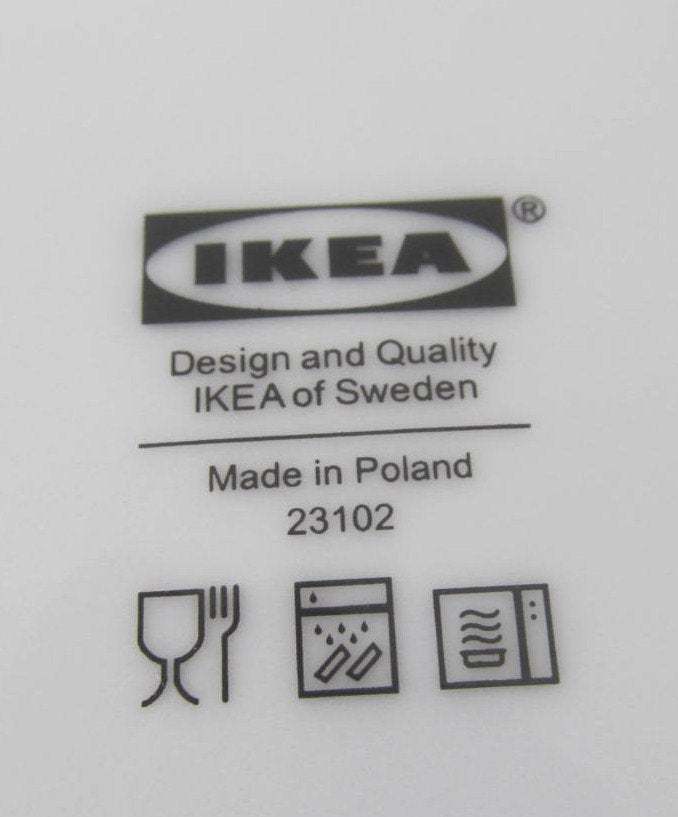 IKEA®
Design and Quality
IKEA of Sweden
Made in Poland
23102